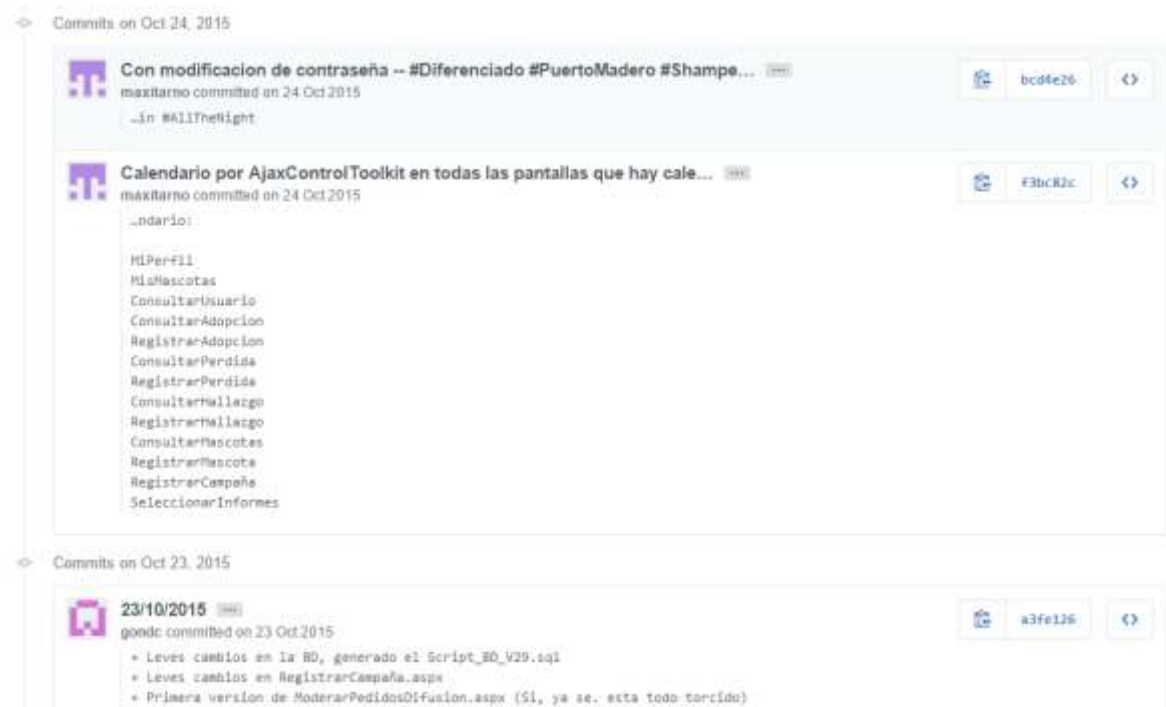 Commits on Oct 24, 2015
Con modificacion de contraseña -- #Diferenciado #PuertoMadero #Shampe...
maxitarno committed on 24 Oct 2015
…in #AllTheNight
bcd4e26
Calendario por AjaxControlToolkit en todas las pantallas que hay cale...
maxitarno committed on 24 Oct 2015
…ndario:
MiPerfil
MisMascotas
ConsultarUsuario
ConsultarAdopcion
RegistrarAdopcion
ConsultarPerdida
RegistrarPerdida
ConsultarHallazgo
RegistrarHallazgo
ConsultarMascotas
RegistrarMascota
RegistrarCampaña
SeleccionarInformes
f3bc82c
Commits on Oct 23, 2015
23/10/2015
gondc committed on 23 Oct 2015
+ Leves cambios en la BD, generado el Script_BD_V29.sql
+ Leves cambios en RegistrarCampaña.aspx
+ Primera version de ModerarPedidosDifusion.aspx (Si, ya se. esta todo torcido)
a3fe126